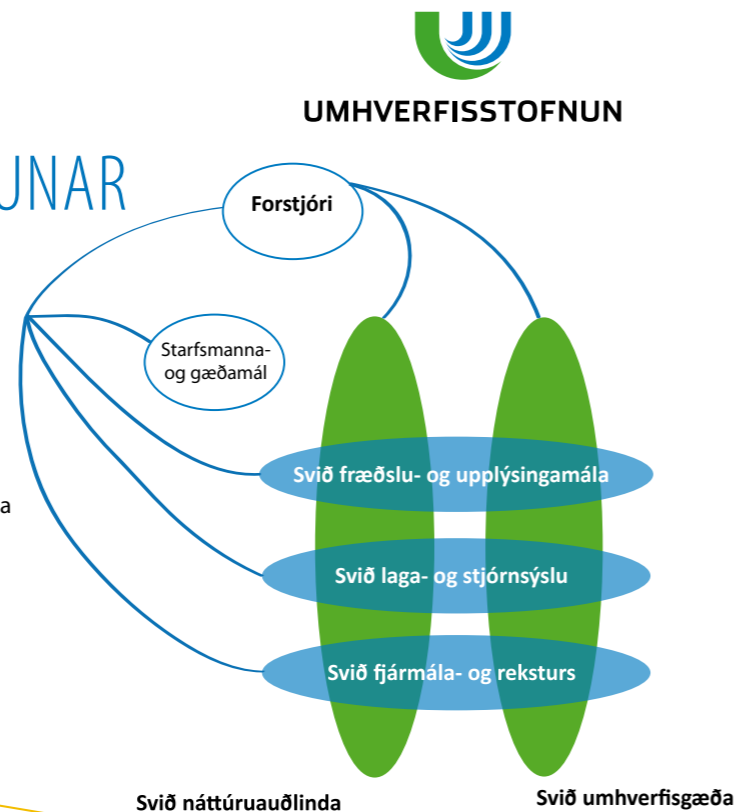 UMHVERFISSTOFNUN
UNAR
Forstjóri
Starfsmanna-
og gæðamál
Svið fræðslu- og upplýsingamála
a
Svið laga- og stjórnsýslu
Svið fjármála- og reksturs
Svið náttúruauðlinda
Svið umhverfisgæða